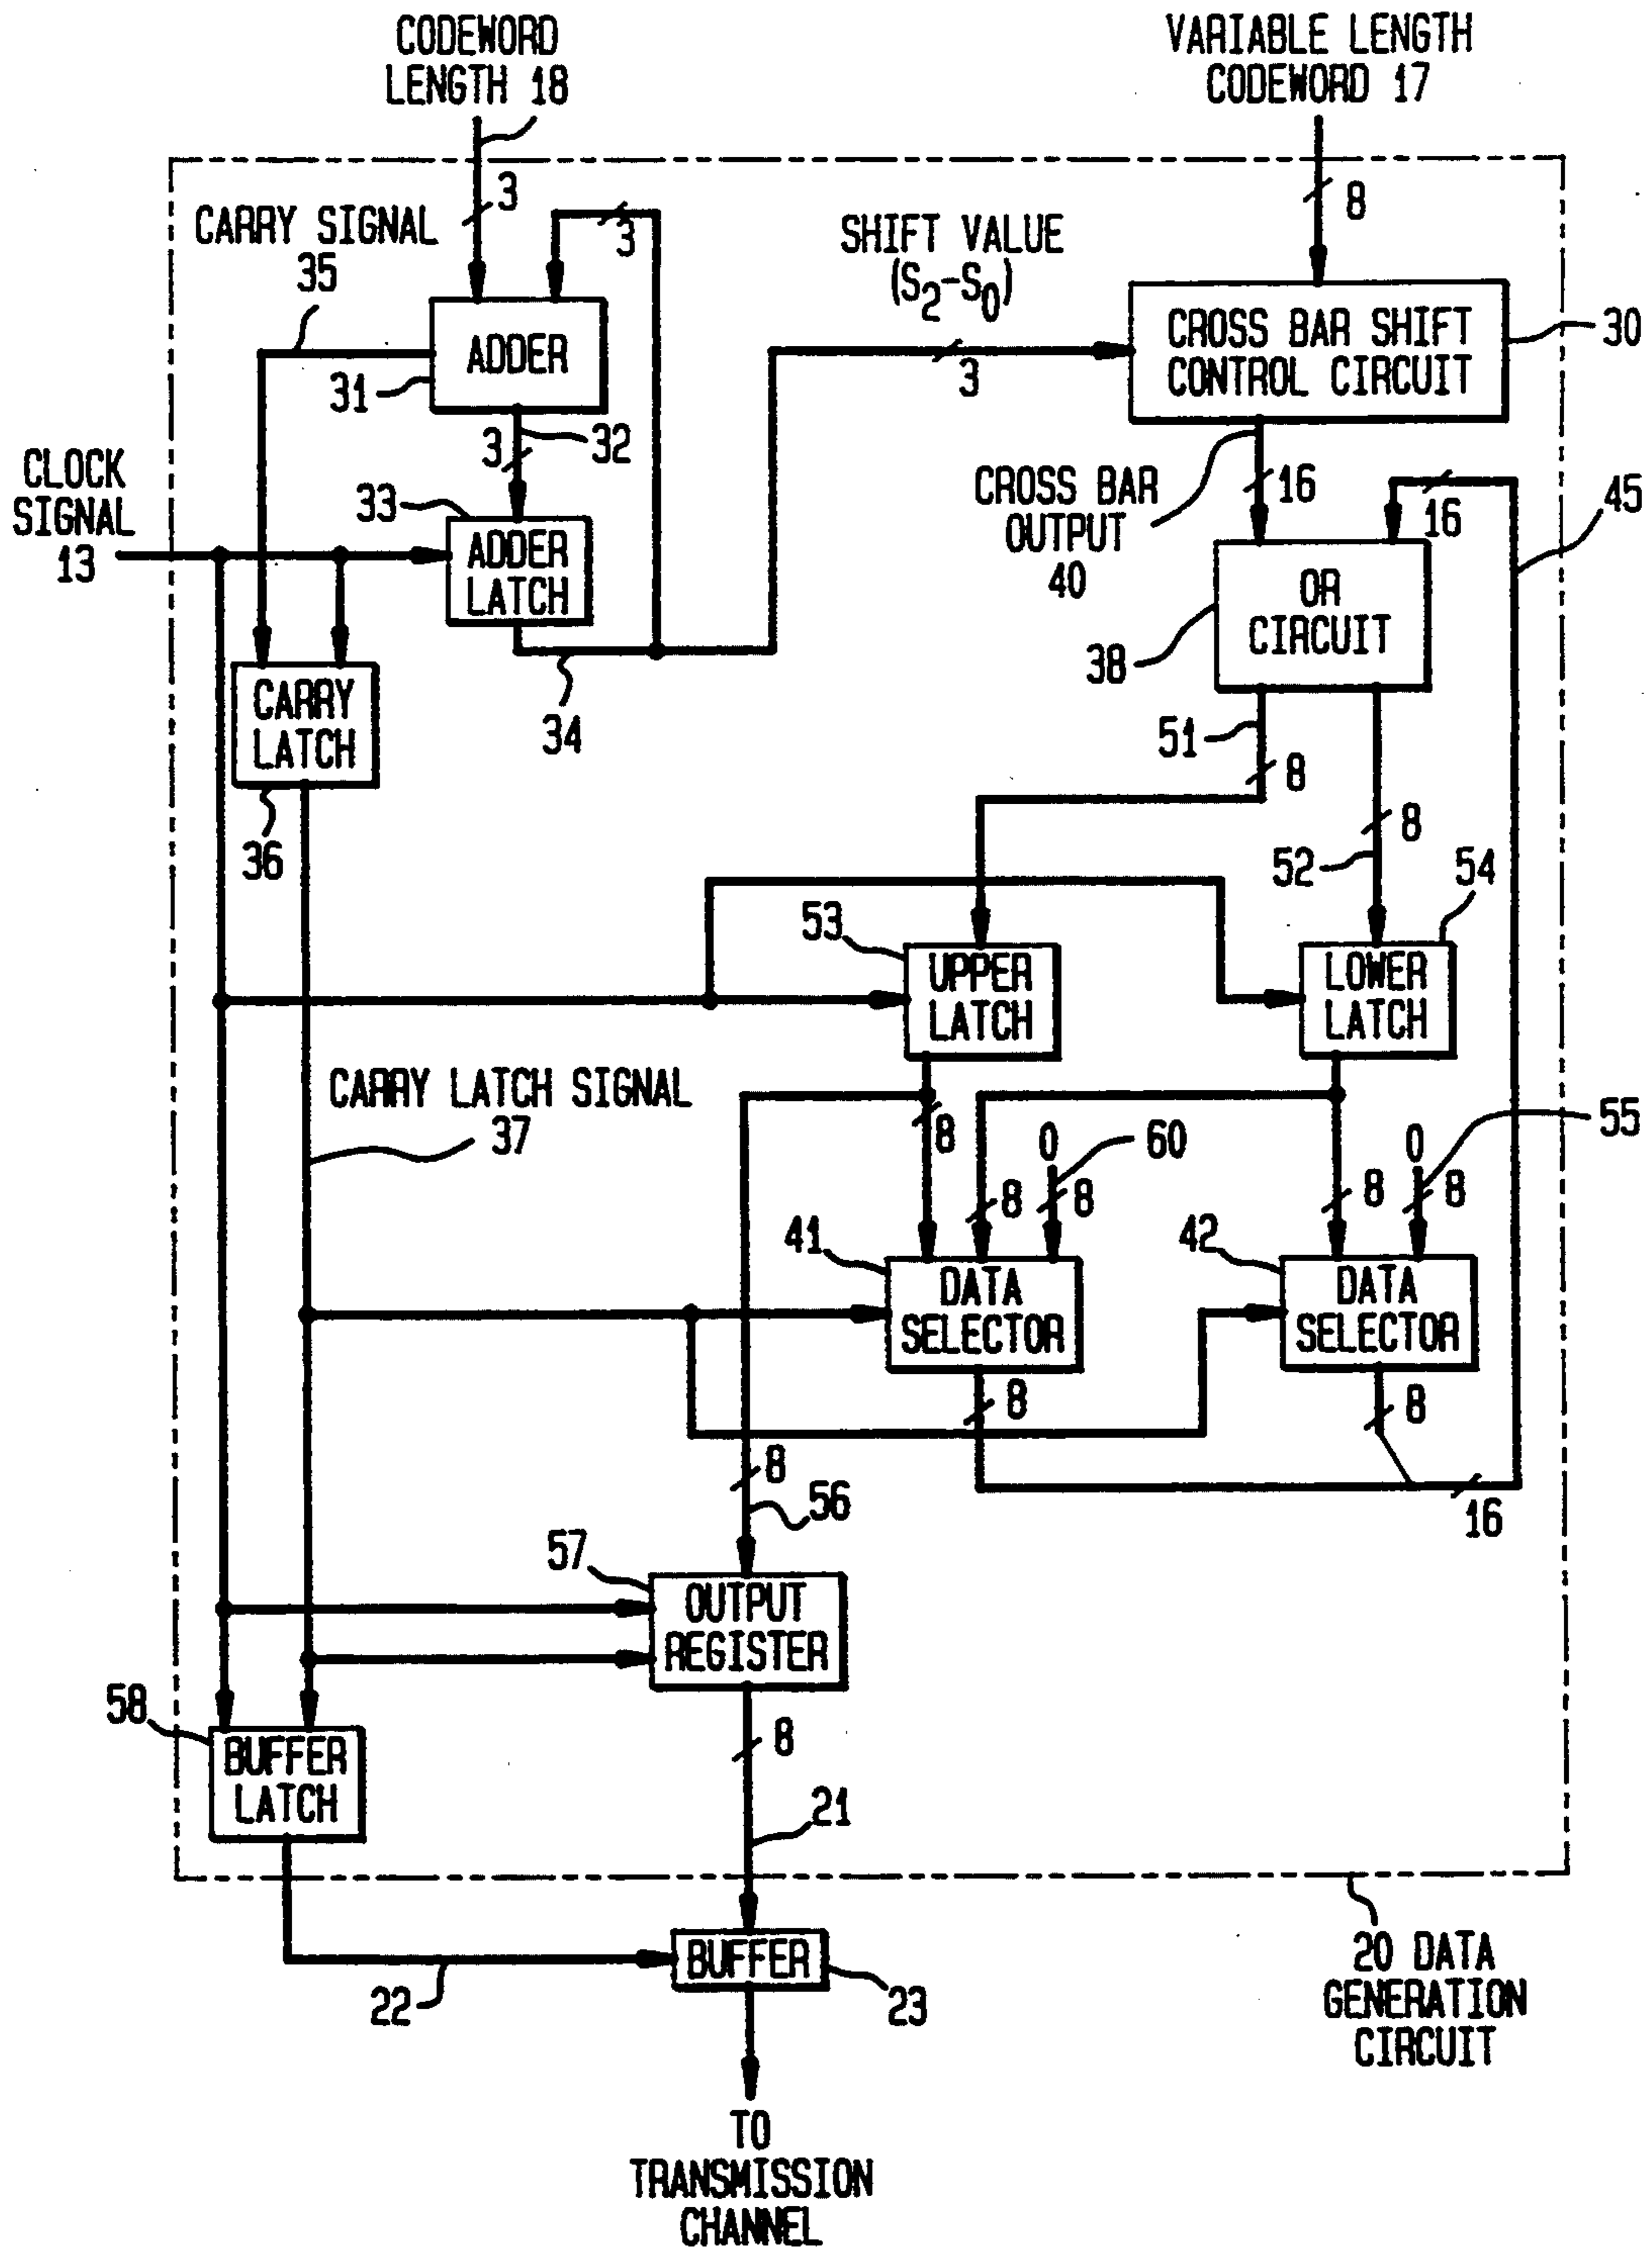 CODEWORD
LENGTH 18
VARIABLE LENGTH
CODEWORD 17
3
8
CARRY SIGNAL
35
3
SHIFT VALUE
(S2-S0)
ADDER
31
3
CROSS BAR SHIFT
CONTROL CIRCUIT
30
3
32
CLOCK
SIGNAL
13
33
ADDER
LATCH
CROSS BAR
OUTPUT
40
16
16
45
OR
CIRCUIT
38
34
CARRY
LATCH
36
51
8
8
52
53
54
UPPER
LATCH
LOWER
LATCH
CARRY LATCH SIGNAL
37
8
8
0
8
60
8
0
8
55
41
DATA
SELECTOR
42
DATA
SELECTOR
8
8
16
8
56
57
OUTPUT
REGISTER
58
BUFFER
LATCH
8
21
22
BUFFER
23
20 DATA
GENERATION
CIRCUIT
TO
TRANSMISSION
CHANNEL